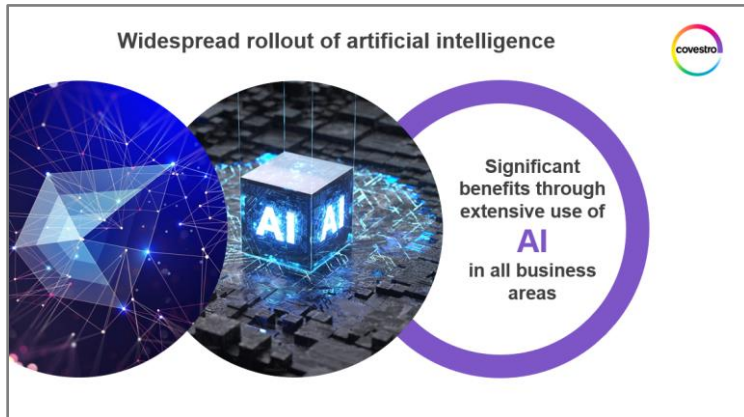 Widespread rollout of artificial intelligence
covestro
AI AI
Significant
benefits through
extensive use of
AI
in all business
areas